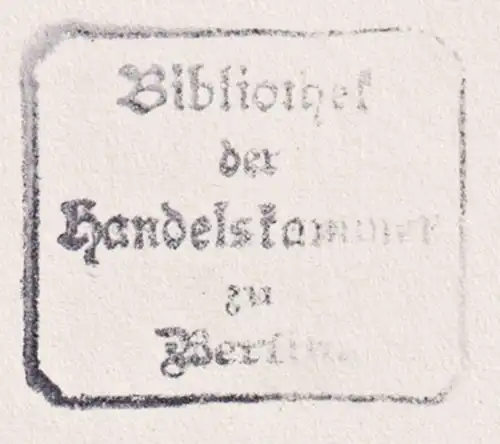 Bibliothek
der
Handelskammer
zu
Berlin.